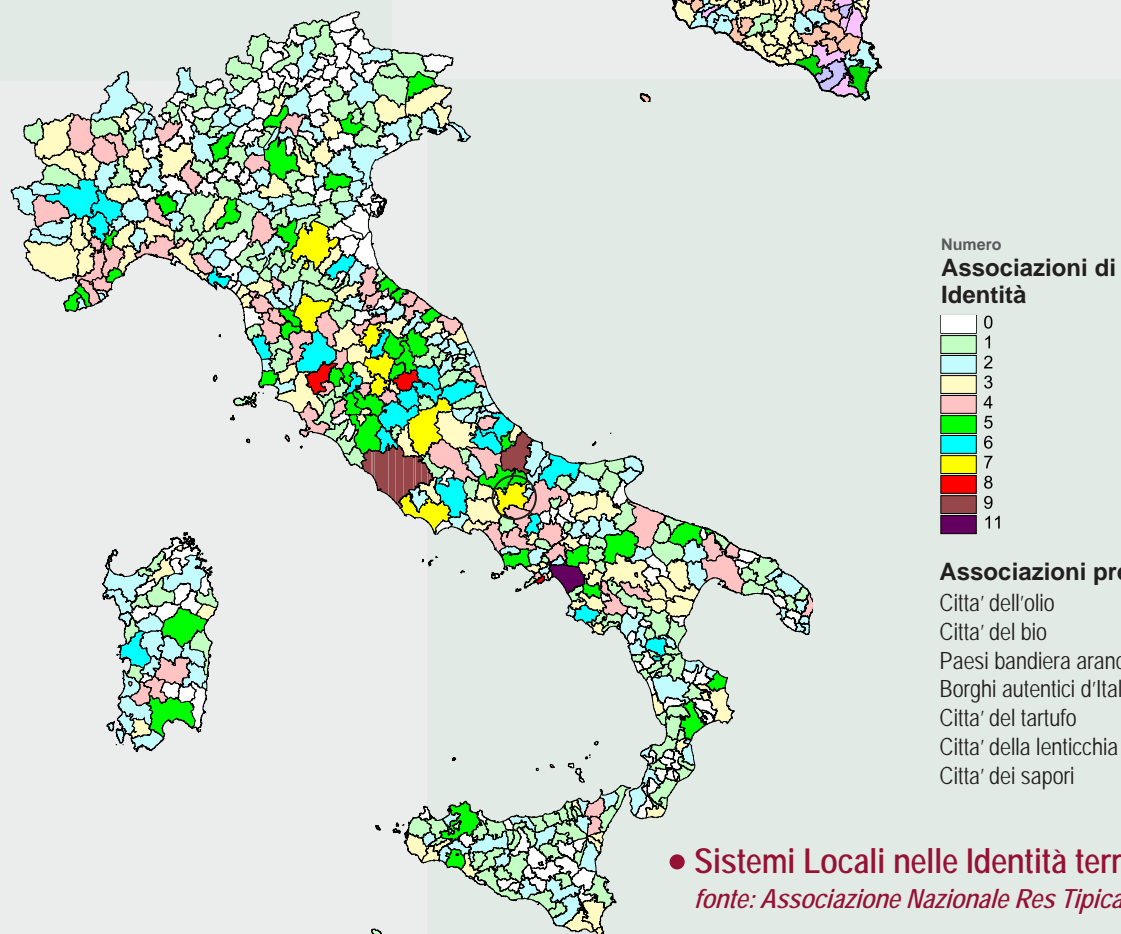 Numero
Associazioni di
Identità
0
1
2
3
4
5
6
7
8
9
11
Associazioni pre
Citta' dell'olio
Citta' del bio
Paesi bandiera aranc
Borghi autentici d'Ital
Citta' del tartufo
Citta' della lenticchia
Citta' dei sapori
• Sistemi Locali nelle Identità terr
fonte: Associazione Nazionale Res Tipica